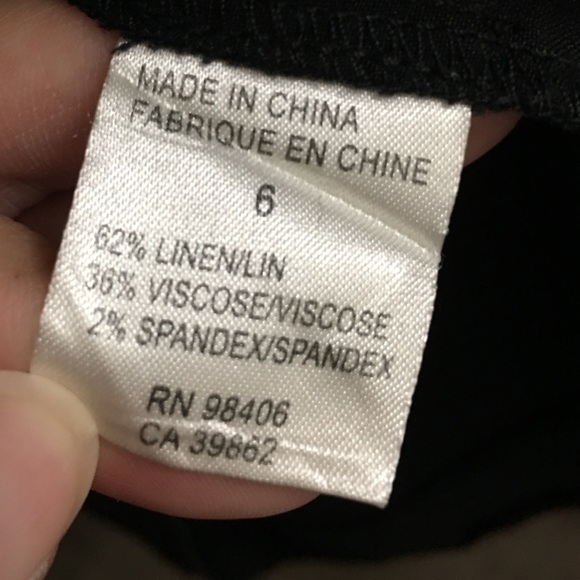 MADE IN CHINA
FABRIQUE EN CHINE
6
62% LINEN/LIN
36% VISCOSE/VISCOSE
2% SPANDEX/SPANDEX
RN 98406
CA 39862